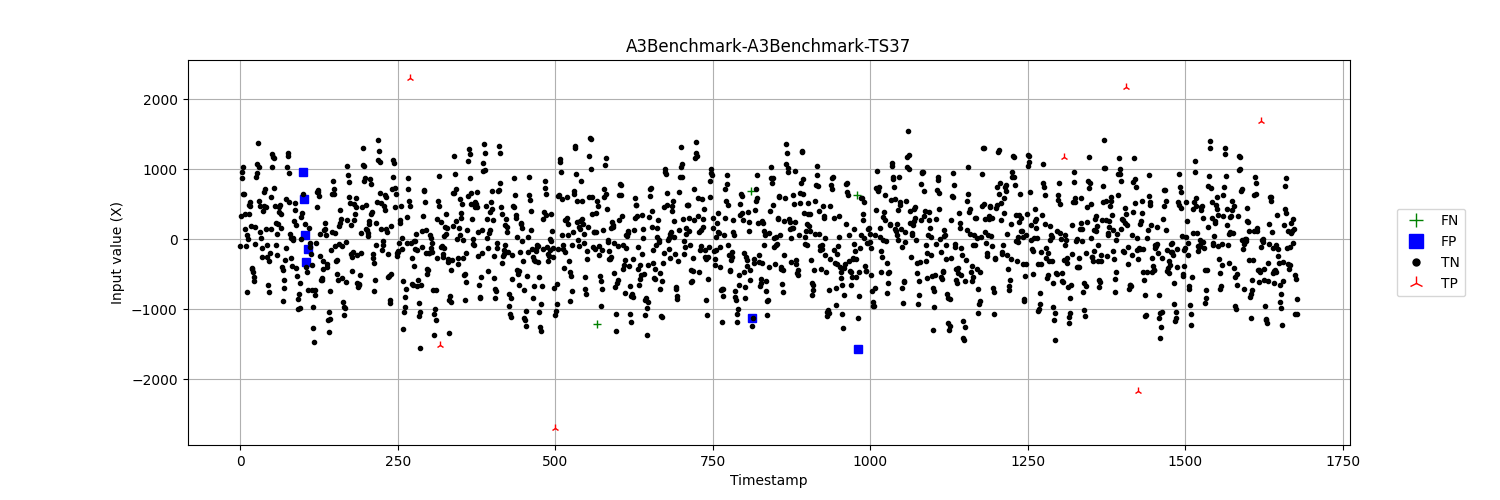 A3Benchmark-A3Benchmark-TS37
2000
1000
0
−1000
−2000
Input value (X)
0 250 500 750 1000 1250 1500 1750
Timestamp
FN
FP
TN
TP